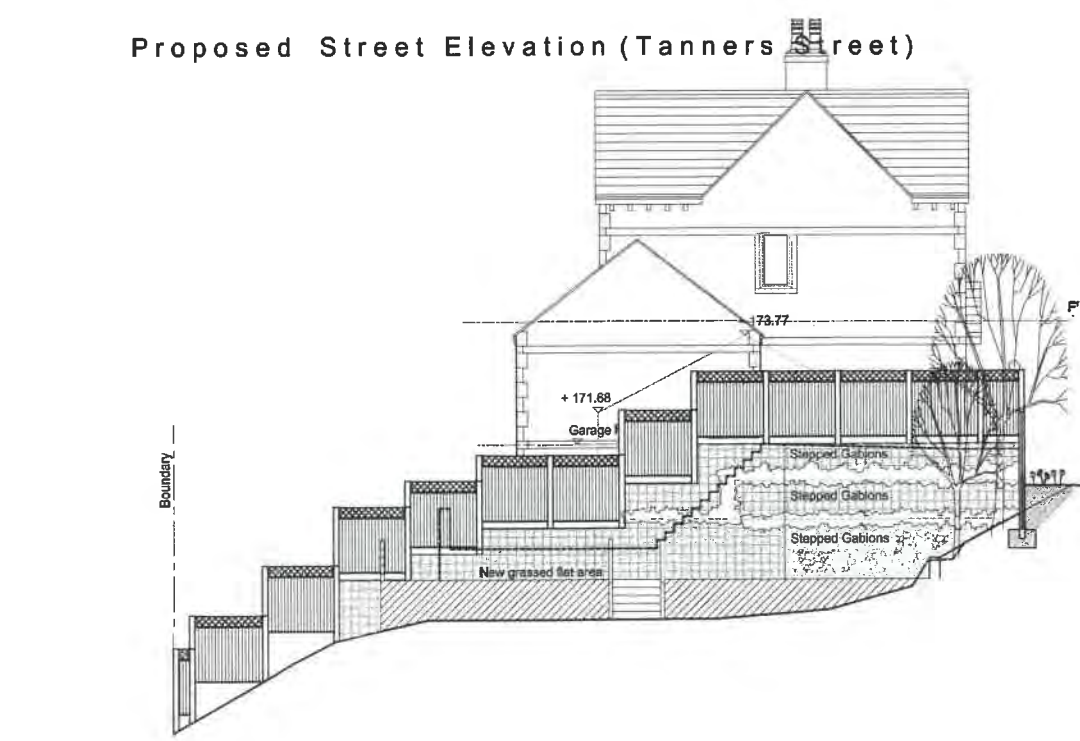 Proposed Street Elevation (Tanners Street)
173.77
+ 171.68
Garage
Boundary
Stepped Gabions
Stepped Gabions
Stepped Gabions
New grassed flat area